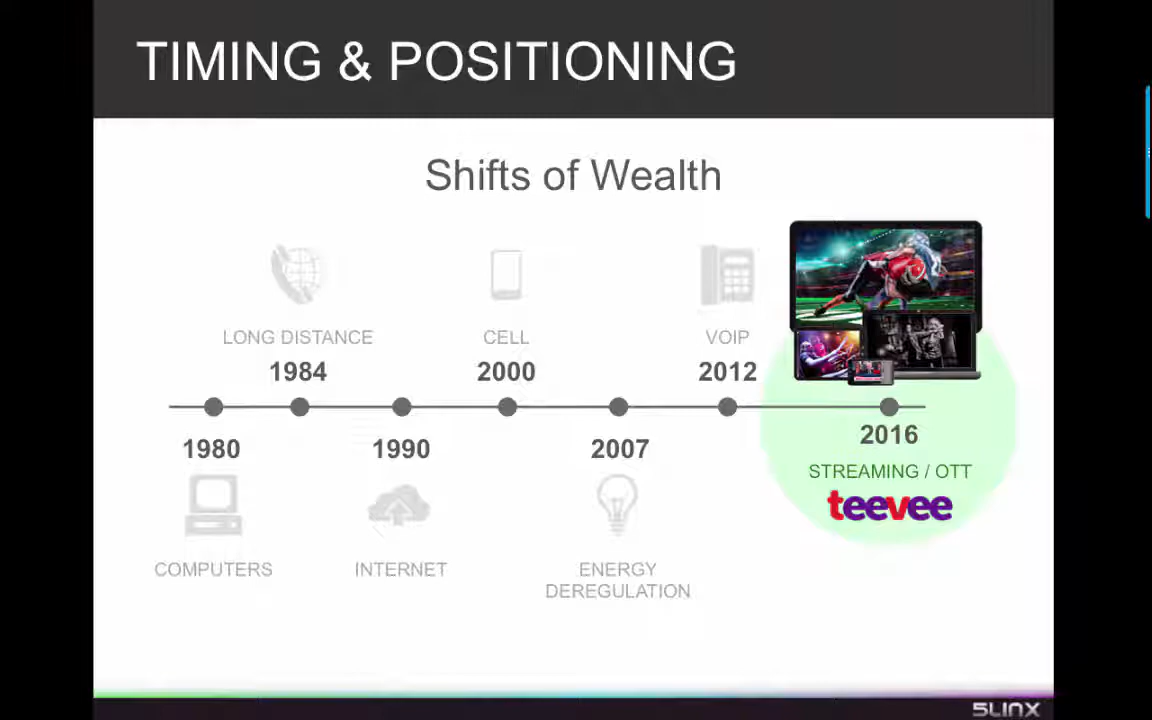 TIMING & POSITIONING
Shifts of Wealth
LONG DISTANCE
1984
CELL
2000
VOIP
2012
1980
COMPUTERS
1990
INTERNET
2007
ENERGY
DEREGULATION
2016
STREAMING / OTT
teevee
5LINX